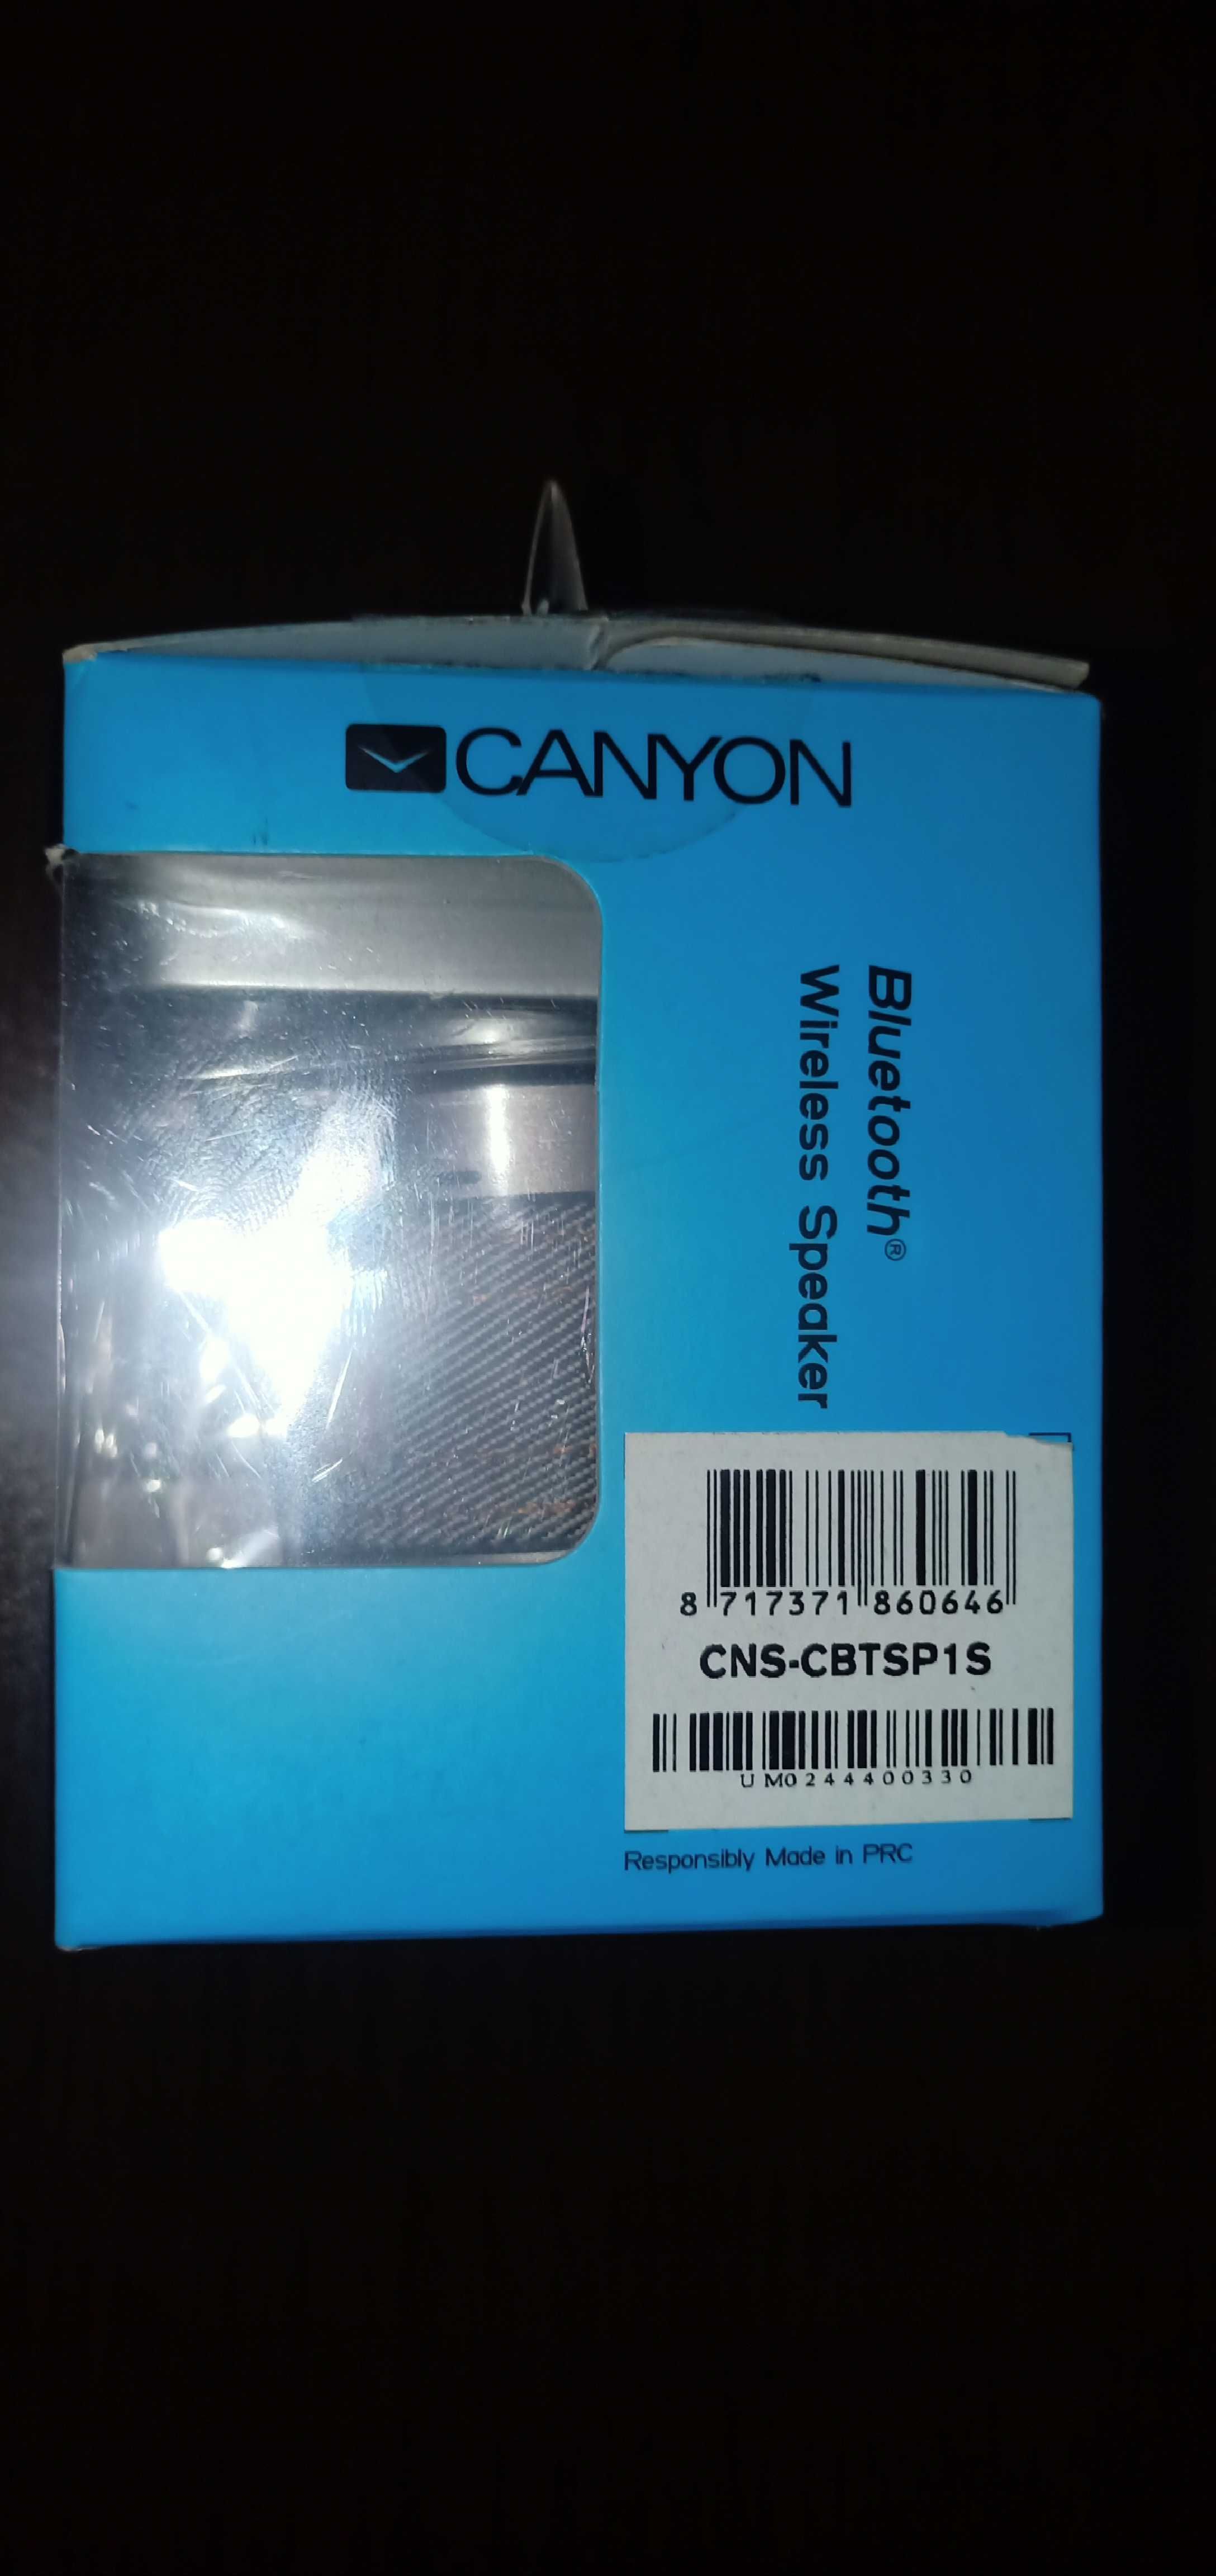 CANYON
Bluetooth®
Wireless Speaker
8 717371 860646
CNS-CBTSP1S
UM0244400330
Responsibly Made in PRC